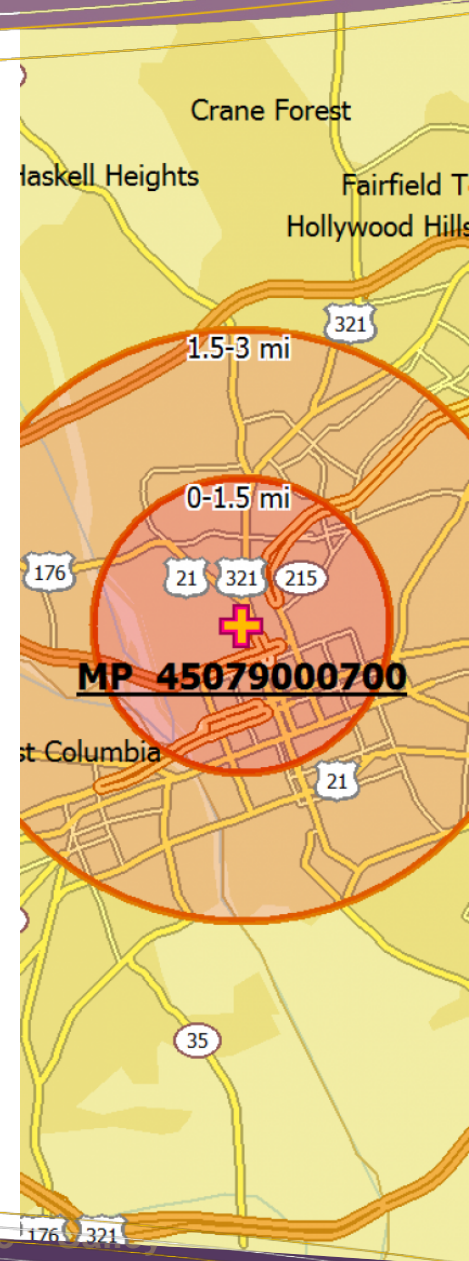 Crane Forest
Haskell Heights
Fairfield T
Hollywood Hills
321
1.5-3 mi
0-1.5 mi
176
21
321
215
MP 45079000700
st Columbia
21
35
176
321